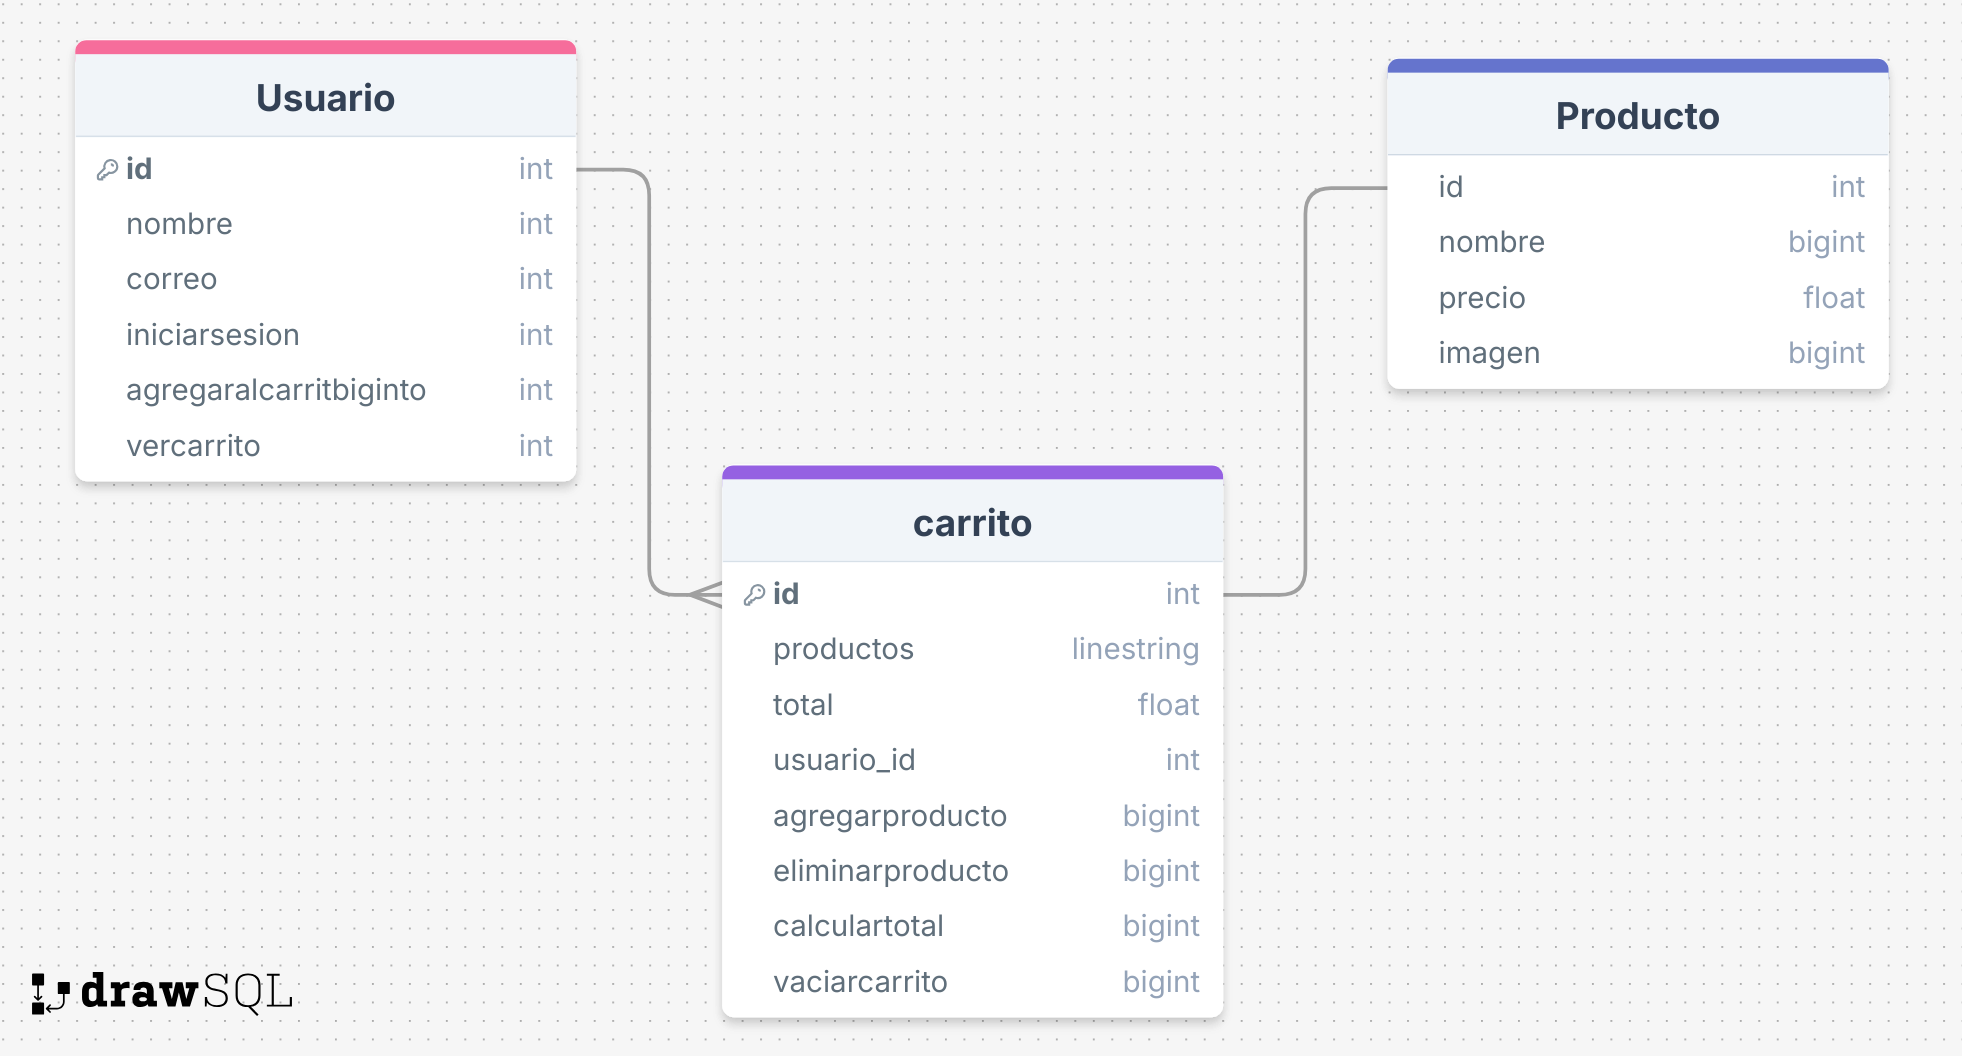 Usuario
id int
nombre int
correo int
iniciarsesion int
agregaralcarritbiginto int
vercarrito int
Producto
id int
nombre bigint
precio float
imagen bigint
carrito
id int
productos linestring
total float
usuario_id int
agregarproducto bigint
eliminarproducto bigint
calculartotal bigint
vaciarcarrito bigint
drawSQL